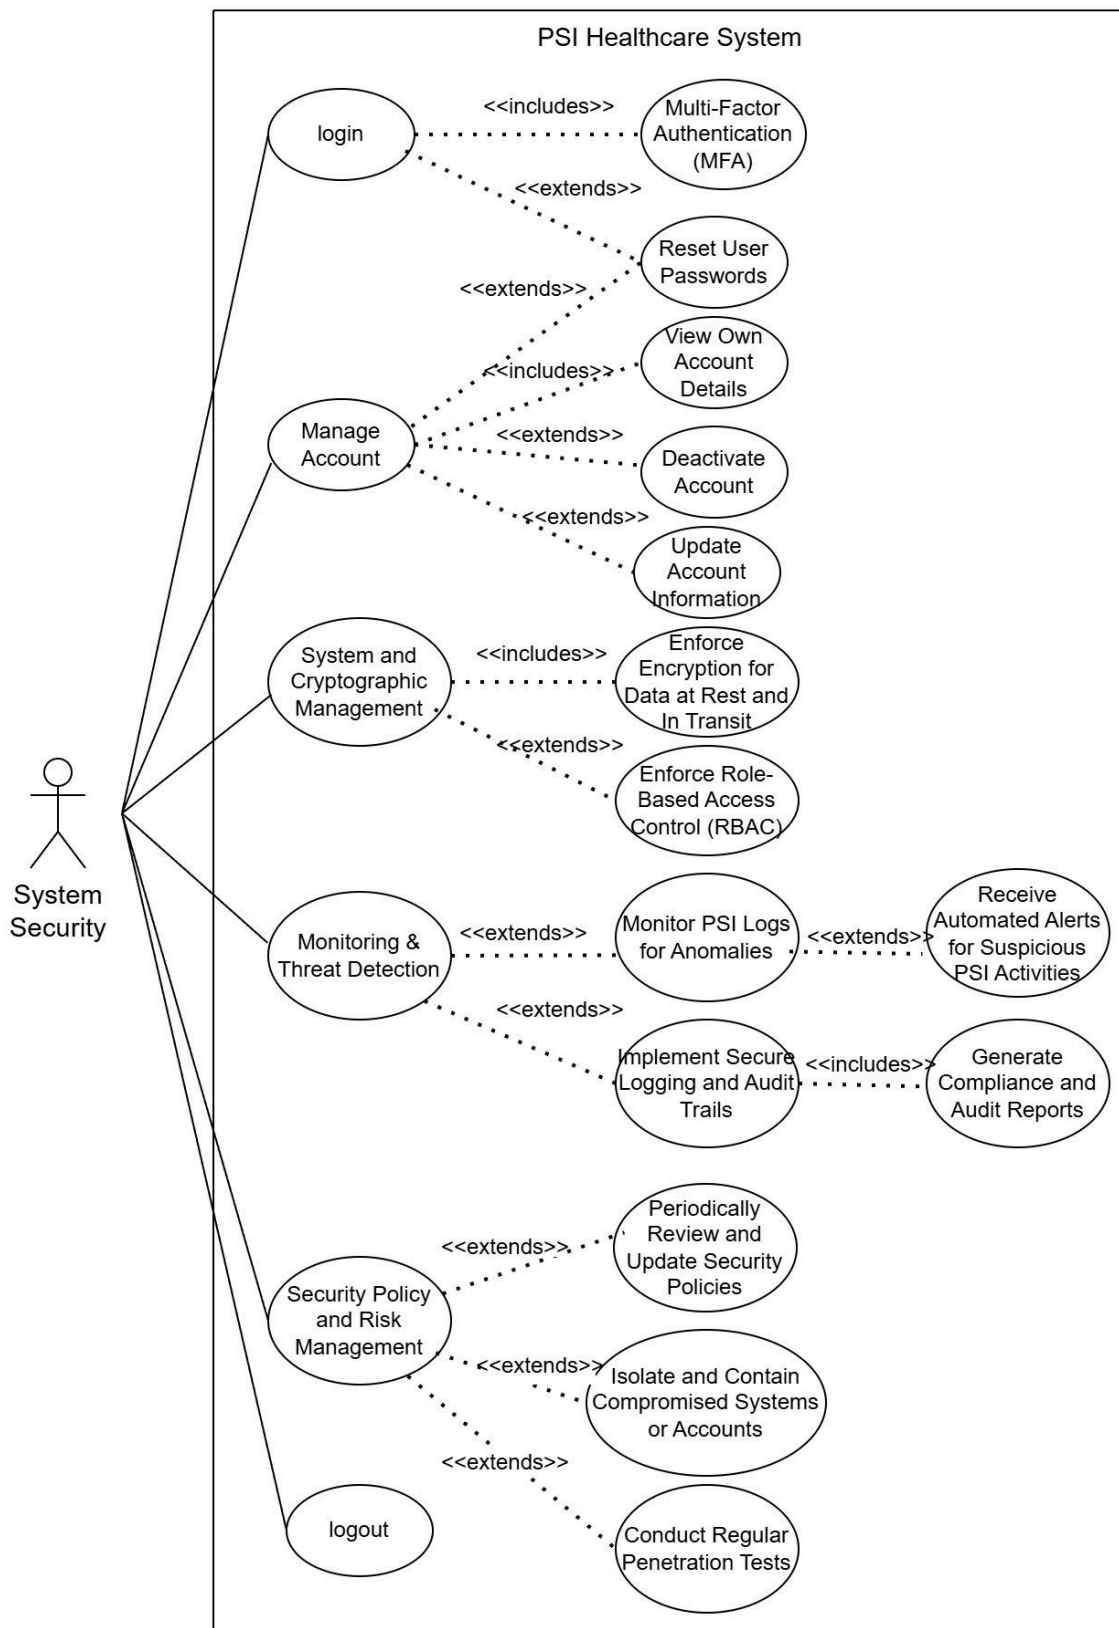 PSI Healthcare System
login
<<includes>>
Multi-Factor
Authentication
(MFA)
<<extends>>
Reset User
Passwords
<<extends>>
View Own
Account
Details
<<includes>>
Manage
Account
<<extends>>
Deactivate
Account
<<extends>>
Update
Account
Information
System and
Cryptographic
Management
<<includes>>
Enforce
Encryption for
Data at Rest and
In Transit
<<extends>>
Enforce Role-
Based Access
Control (RBAC)
System
Security
Monitoring &
Threat Detection
<<extends>>
Monitor PSI Logs
for Anomalies
<<extends>>
Receive
Automated Alerts
for Suspicious
PSI Activities
<<extends>>
Implement Secure
Logging and Audit
Trails
<<includes>>
Generate
Compliance and
Audit Reports
Security Policy
and Risk
Management
<<extends>>
Periodically
Review and
Update Security
Policies
<<extends>>
Isolate and Contain
Compromised Systems
or Accounts
<<extends>>
Conduct Regular
Penetration Tests
logout